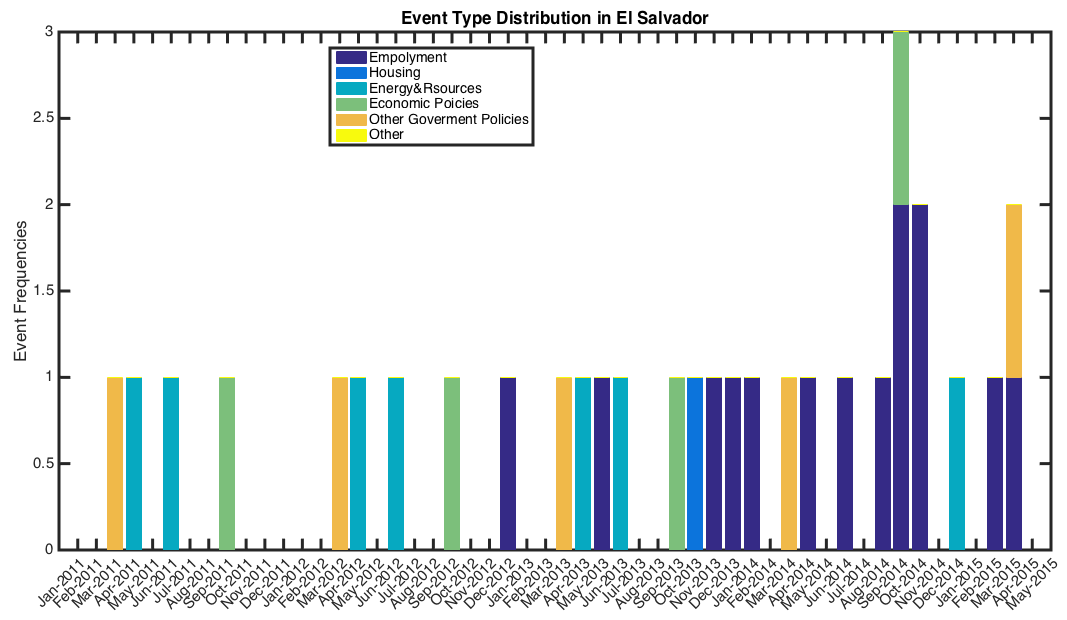 Event Type Distribution in El Salvador
Empolyment
Housing
Energy&Rsources
Economic Poicies
Other Goverment Policies
Other
Event Frequencies
3
2.5
2
1.5
1
0.5
0
Jan-2011
Feb-2011
Mar-2011
Apr-2011
May-2011
Jun-2011
Jul-2011
Aug-2011
Sep-2011
Oct-2011
Nov-2011
Dec-2011
Jan-2012
Feb-2012
Mar-2012
Apr-2012
May-2012
Jun-2012
Jul-2012
Aug-2012
Sep-2012
Oct-2012
Nov-2012
Dec-2012
Jan-2013
Feb-2013
Mar-2013
Apr-2013
May-2013
Jun-2013
Jul-2013
Aug-2013
Sep-2013
Oct-2013
Nov-2013
Dec-2013
Jan-2014
Feb-2014
Mar-2014
Apr-2014
May-2014
Jun-2014
Jul-2014
Aug-2014
Sep-2014
Oct-2014
Nov-2014
Dec-2014
Jan-2015
Feb-2015
Mar-2015
Apr-2015
May-2015